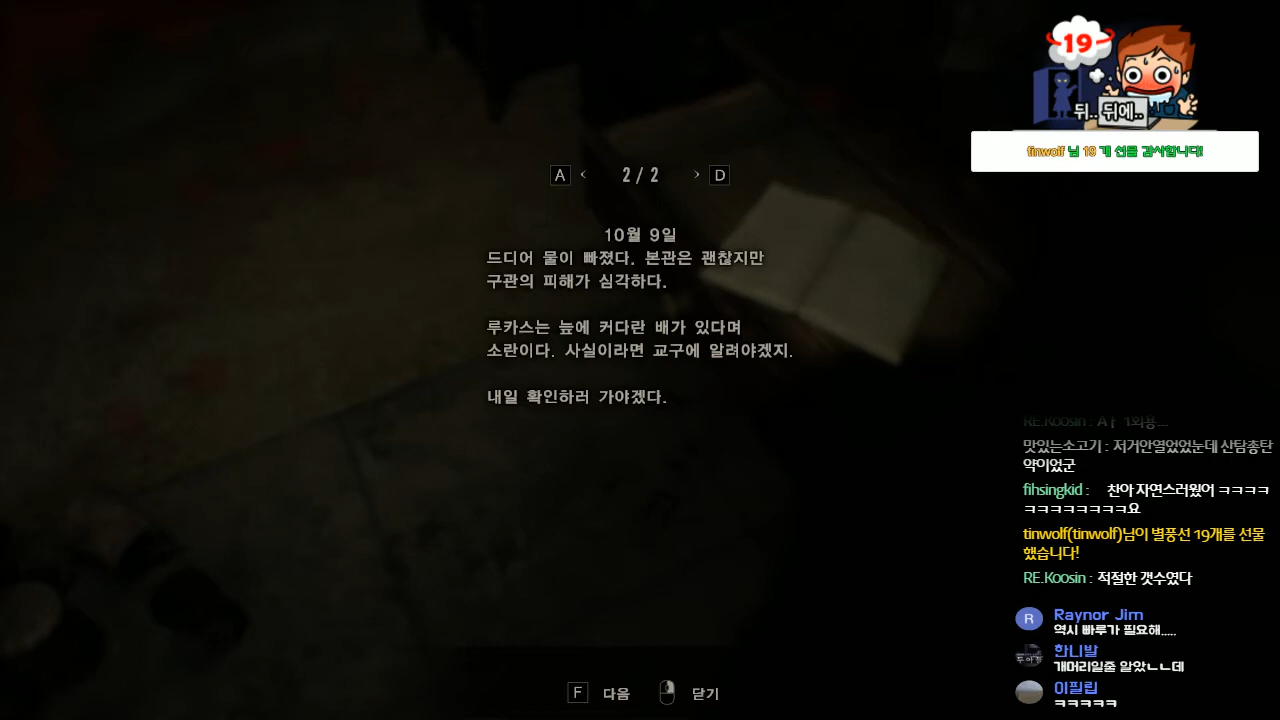 19
뒤.. 뒤에..
tinwolf 님 19 개 선물 감사합니다!
A < 2 / 2 > D
10월 9일
드디어 물이 빠졌다. 본관은 괜찮지만
구관의 피해가 심각하다.
루카스는 늪에 커다란 배가 있다며
소란이다. 사실이라면 교구에 알려야겠지.
내일 확인하러 가야겠다.
RE.Koosin : 1회용...
맛있는소고기 : 저거안열었었눈데 산탐총탄
약이었군
fihsingkid : 찬아 자연스러웠어 ㅋㅋㅋㅋ
ㅋㅋㅋㅋㅋㅋㅋㅋ요
tinwolf(tinwolf)님이 별풍선 19개를 선물
했습니다!
RE.Koosin : 적절한 갯수였다
R Raynor Jim
역시 빠루가 필요해.....
한니발
개머리일줄 알았ㄴㄴ데
이필립
ㅋㅋㅋㅋㅋ
F 다음 닫기